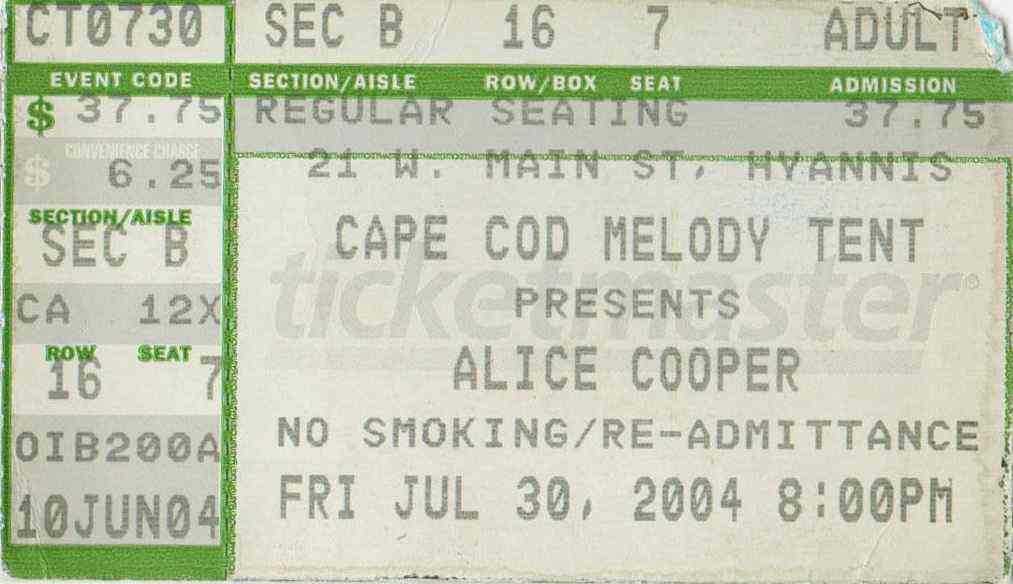 CT0730 SEC B 16 7 ADULT
EVENT CODE SECTION/AISLE ROW/BOX SEAT ADMISSION
$ 37.75 REGULAR SEATING 37.75
CONVENIENCE CHARGE
$ 6.25
21 W. MAIN ST, HYANNIS
SECTION/AISLE
SEC B
CAPE COD MELODY TENT
ticketmaster®
CA 12X
PRESENTS
ROW SEAT
16 7
ALICE COOPER
OIB200A
NO SMOKING/RE-ADMITTANCE
10JUN04
FRI JUL 30, 2004 8:00PM